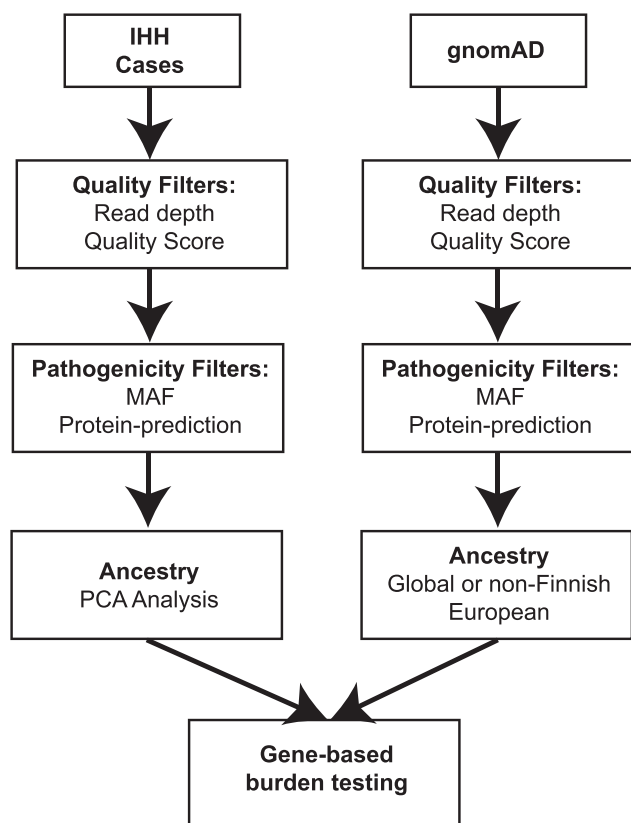 IHH
Cases
Quality Filters:
Read depth
Quality Score
Pathogenicity Filters:
MAF
Protein-prediction
Ancestry
PCA Analysis
gnomAD
Quality Filters:
Read depth
Quality Score
Pathogenicity Filters:
MAF
Protein-prediction
Ancestry
Global or non-Finnish
European
Gene-based
burden testing